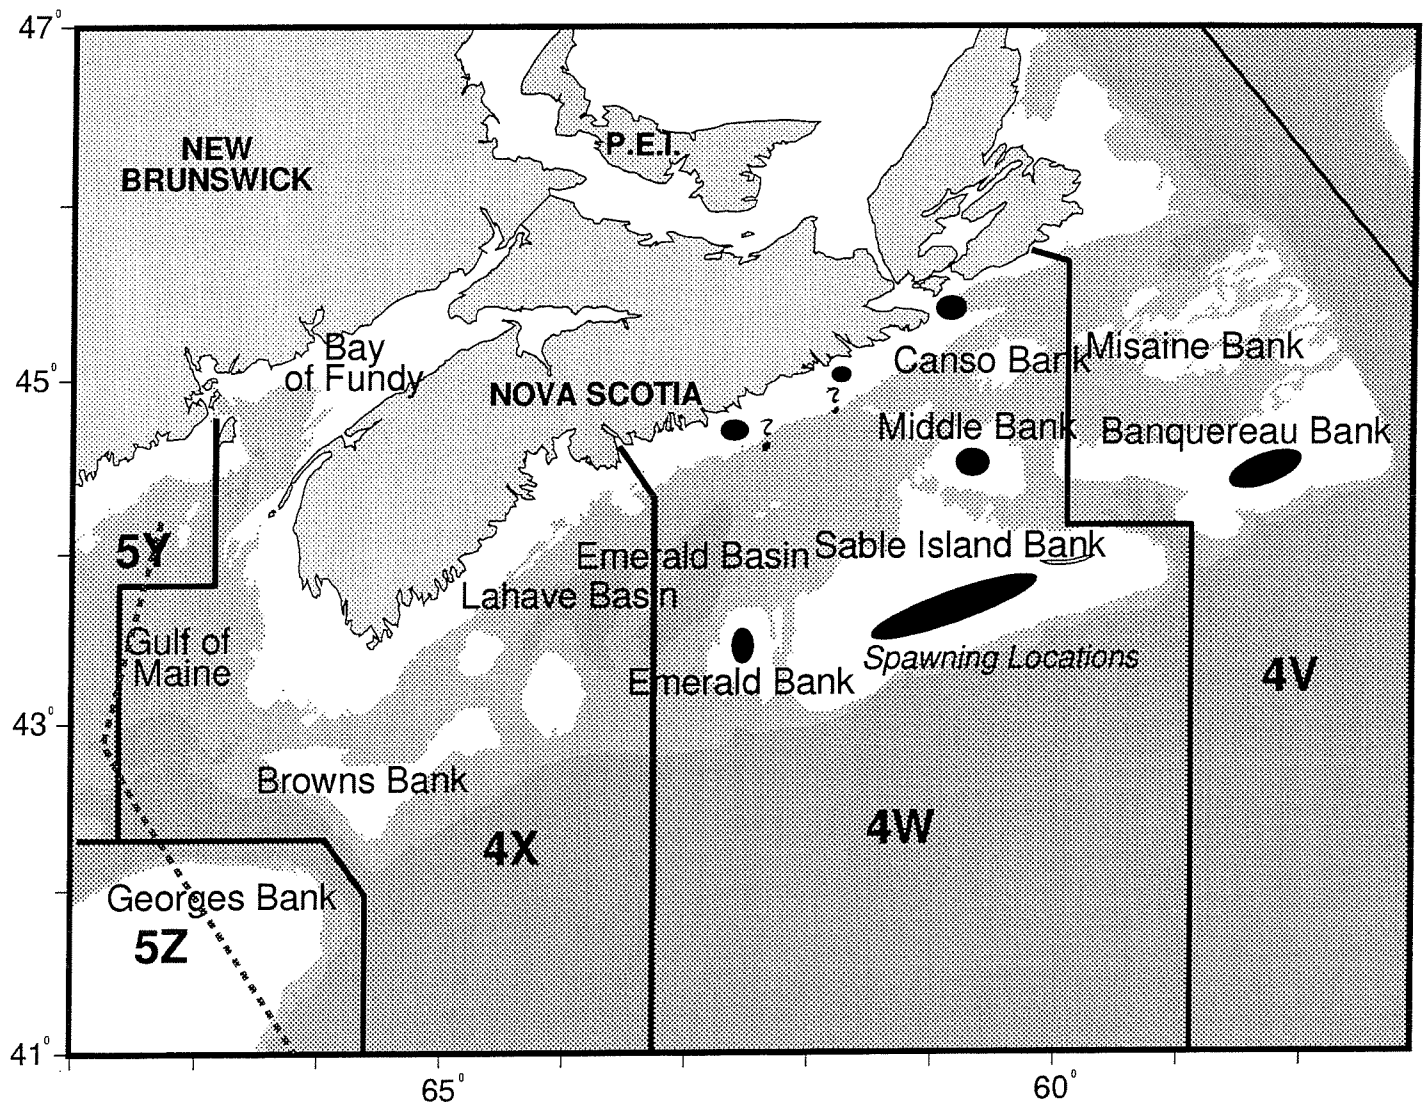 47°
NEW
BRUNSWICK
P.E.I.
Bay
of Fundy
45°
NOVA SCOTIA
Canso Bank
Misaine Bank
?
?
Middle Bank
Banquereau Bank
5Y
Emerald Basin
Sable Island Bank
Lahave Basin
Gulf of
Maine
Spawning Locations
Emerald Bank
4V
43°
Browns Bank
4W
4X
Georges Bank
5Z
41°
65°
60°